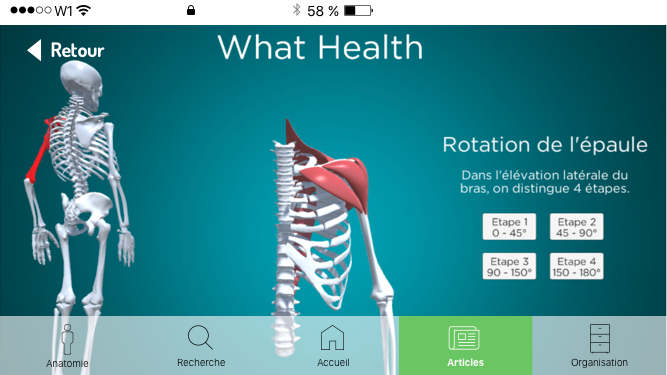 W1 58 %
Retour
What Health
Rotation de l'épaule
Dans l'élévation latérale du
bras, on distingue 4 étapes.
Etape 1
0 - 45°
Etape 2
45 - 90°
Etape 3
90 - 150°
Etape 4
150 - 180°
Anatomie
Recherche
Accueil
Articles
Organisation